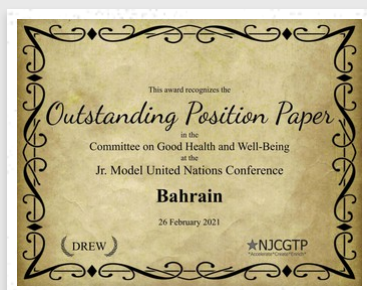 This award recognizes the
Outstanding Position Paper
in the
Committee on Good Health and Well-Being
at the
Jr. Model United Nations Conference
Bahrain
26 February 2021
DREW
NJCGTP